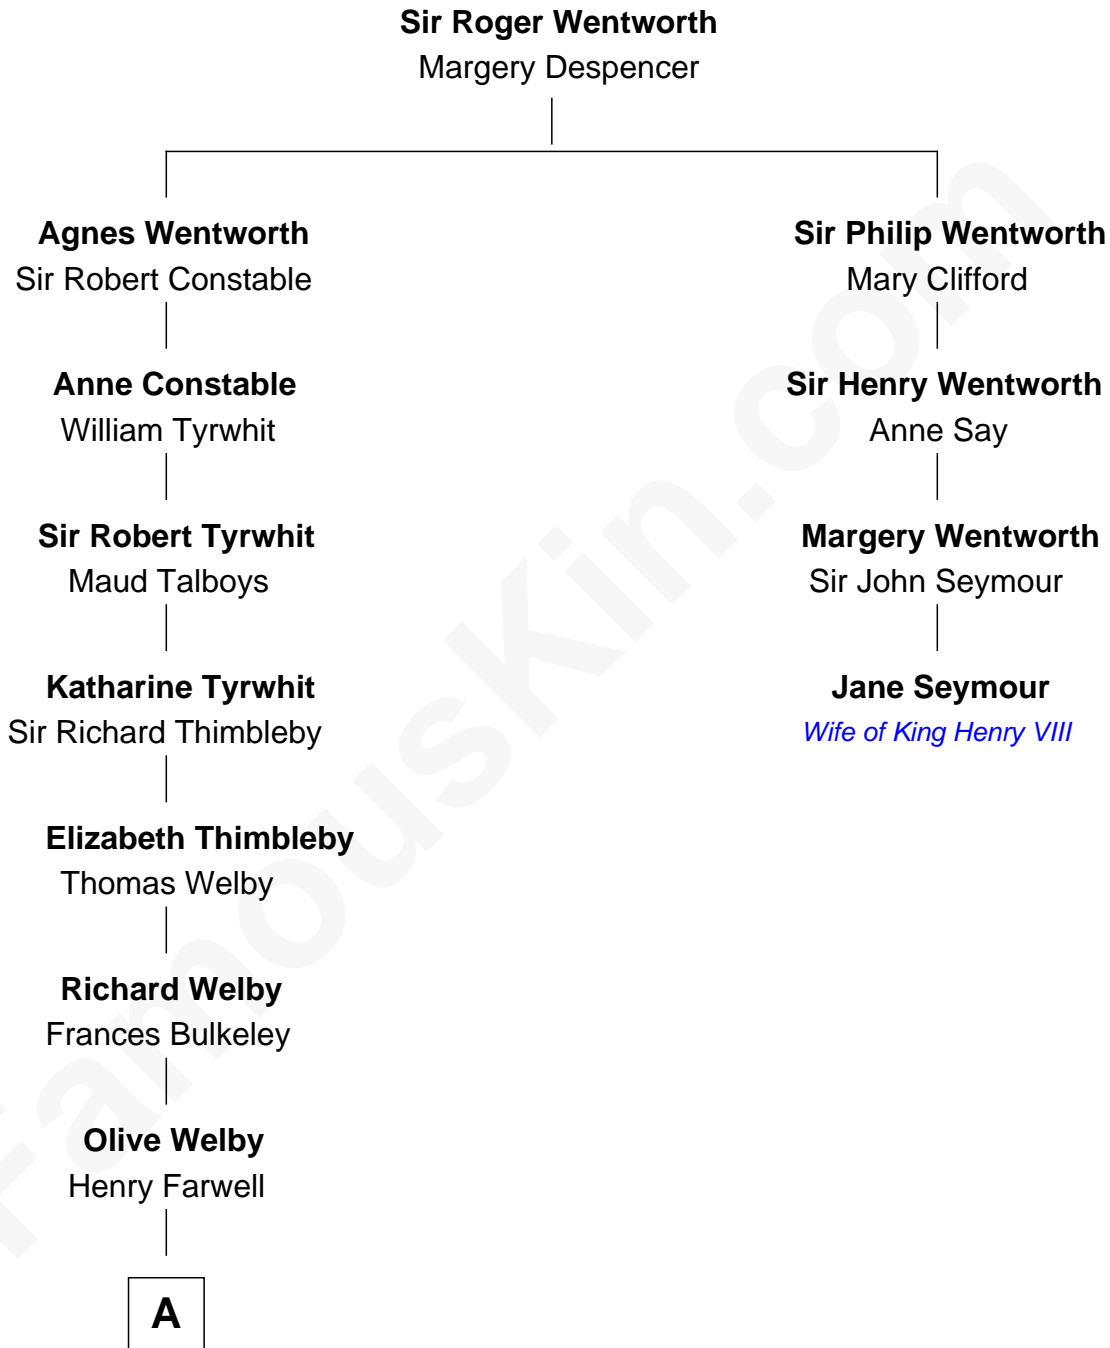 Sir Roger Wentworth
Margery Despencer
Agnes Wentworth
Sir Robert Constable
Sir Philip Wentworth
Mary Clifford
Anne Constable
William Tyrwhit
Sir Henry Wentworth
Anne Say
Sir Robert Tyrwhit
Maud Talboys
Margery Wentworth
Sir John Seymour
Katharine Tyrwhit
Sir Richard Thimbleby
Jane Seymour
Wife of King Henry VIII
Elizabeth Thimbleby
Thomas Welby
Richard Welby
Frances Bulkeley
Olive Welby
Henry Farwell
A
FamousKin.com